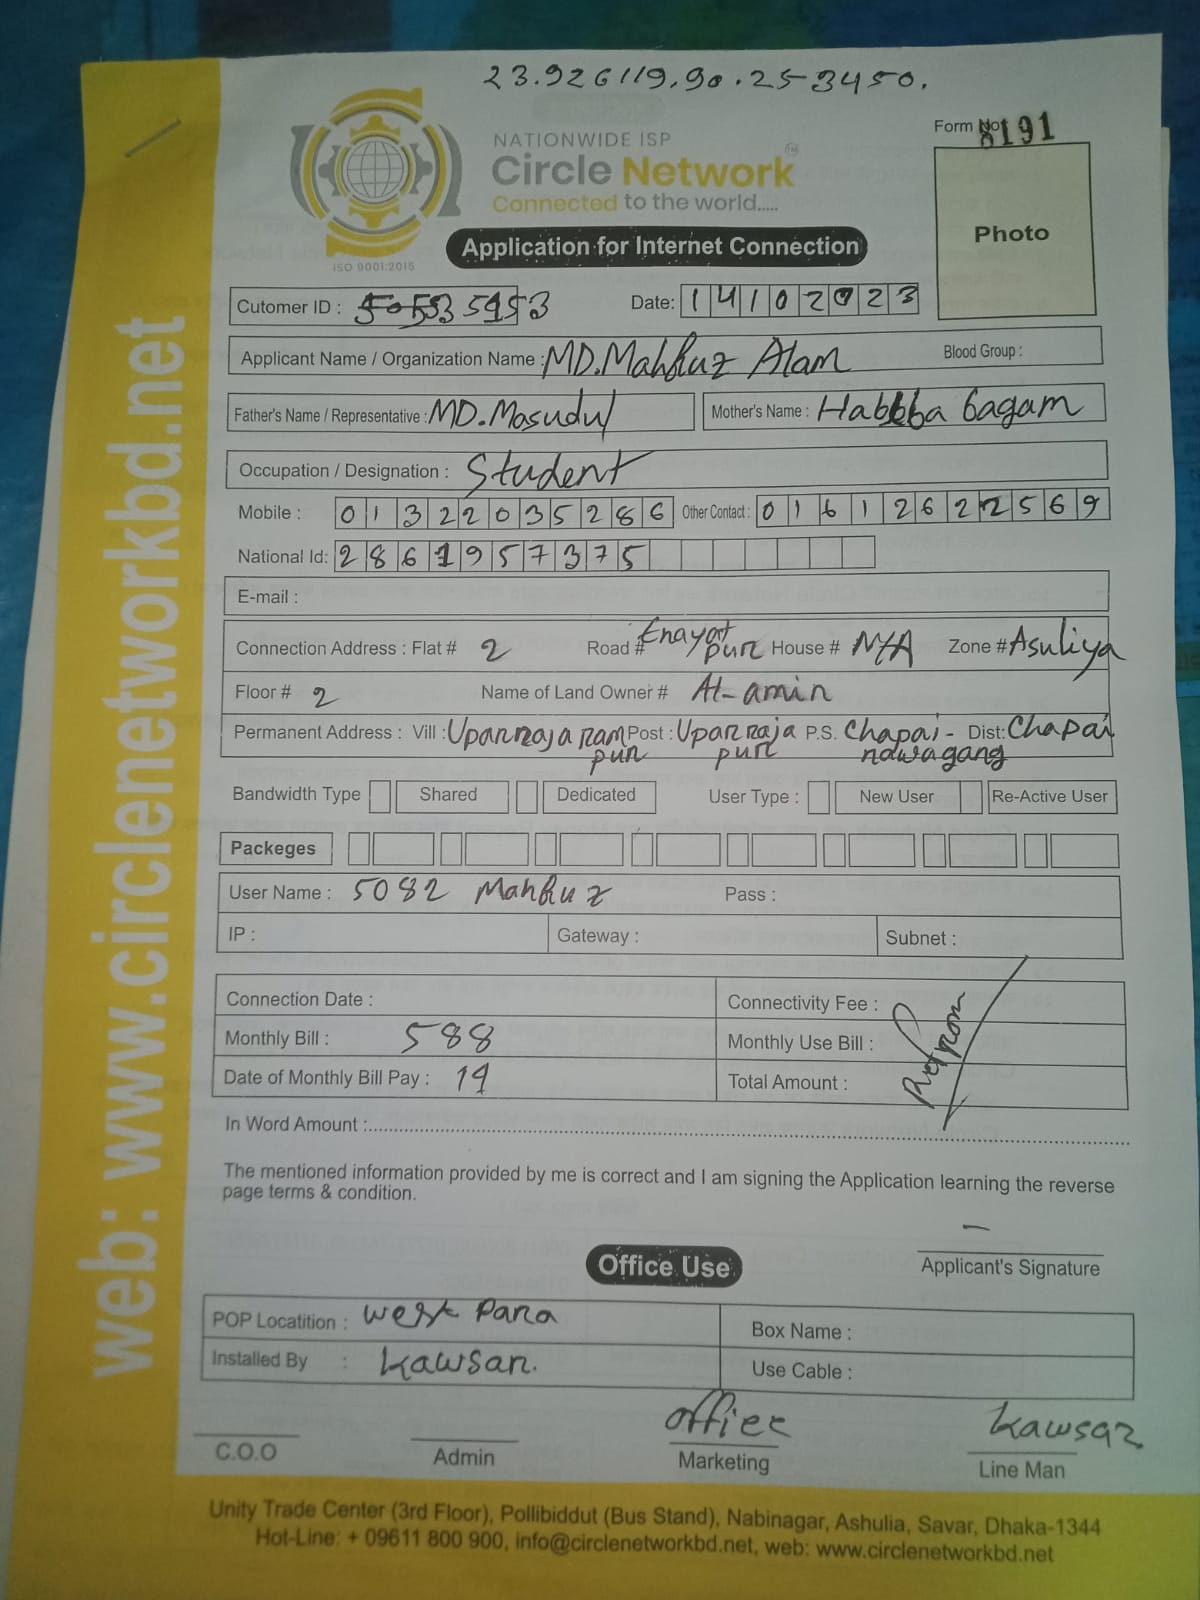 23.926119,90.253450.
Form No 8191
NATIONWIDE ISP
Circle Network TM
Connected to the world.....
ISO 9001:2015
Photo
Application for Internet Connection
Cutomer ID : 5153 Date: 14102023
Applicant Name / Organization Name : MD.Mahfuz Alam Blood Group :
Father's Name / Representative : MD.Masudul Mother's Name : Habbba bagam
Occupation / Designation : Student
Mobile : 01322035286 Other Contact : 01612622569
National Id: 2861957375
E-mail :
Connection Address : Flat # 2 Road # Enayat pur House # N/A Zone # Asuliya
Floor # 2 Name of Land Owner # Al-amin
Permanent Address : Vill : Uparrajarampur Post : Uparrajapur P.S. Chapai-nawagang Dist: Chapai
Bandwidth Type Shared Dedicated User Type : New User Re-Active User
Packeges
User Name : 5082 Mahfuz Pass :
IP : Gateway : Subnet :
Connection Date : Connectivity Fee :
Monthly Bill : 588 Monthly Use Bill :
Date of Monthly Bill Pay : 14 Total Amount :
In Word Amount :
The mentioned information provided by me is correct and I am signing the Application learning the reverse
page terms & condition.
Applicant's Signature
Office Use
POP Locatition : West Para Box Name :
Installed By : Kawsar. Use Cable :
office Kawsar
C.O.O Admin Marketing Line Man
Unity Trade Center (3rd Floor), Pollibiddut (Bus Stand), Nabinagar, Ashulia, Savar, Dhaka-1344
Hot-Line: + 09611 800 900, info@circlenetworkbd.net, web: www.circlenetworkbd.net
web: www.circlenetworkbd.net